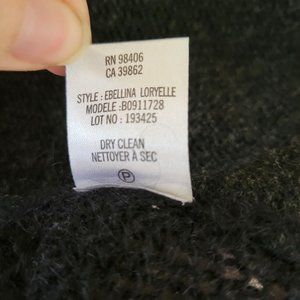 RN 98406
CA 39862
STYLE : EBELLINA LORYELLE
MODELE : B0911728
LOT NO : 193425
DRY CLEAN
NETTOYER À SEC
P